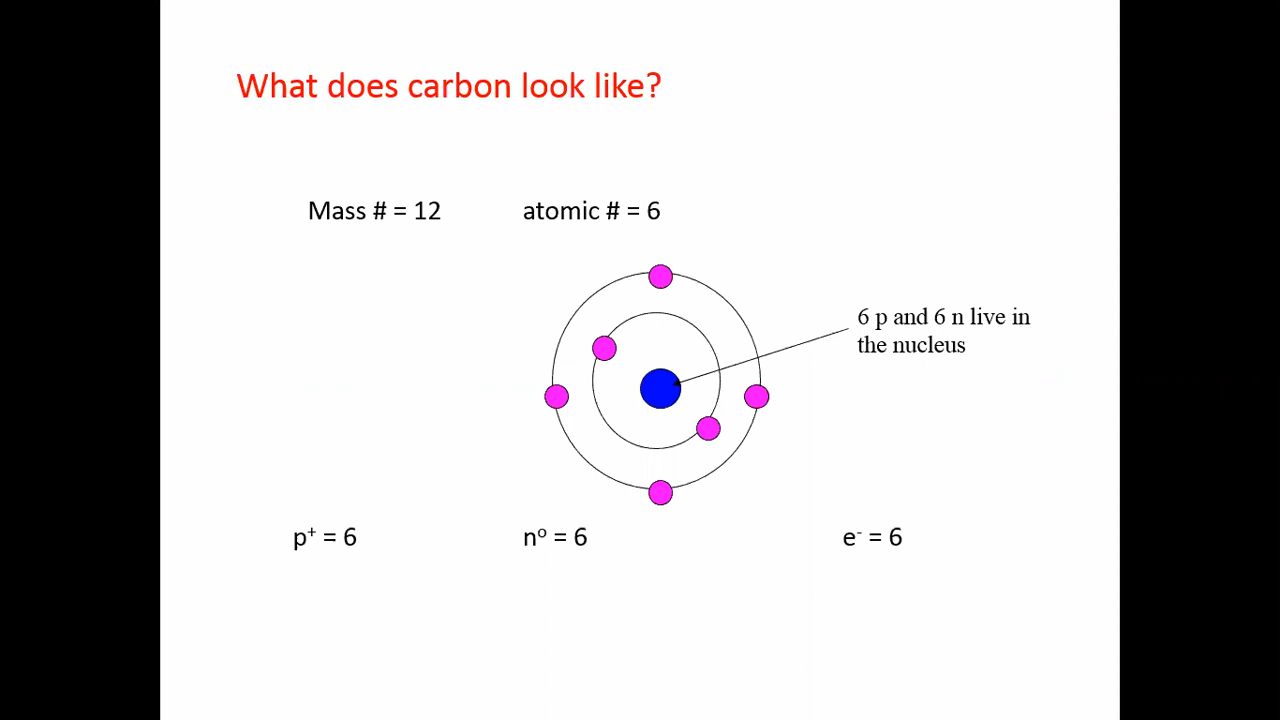 What does carbon look like?
Mass # = 12 atomic # = 6
6 p and 6 n live in
the nucleus
p⁺ = 6 nᵒ = 6 e⁻ = 6